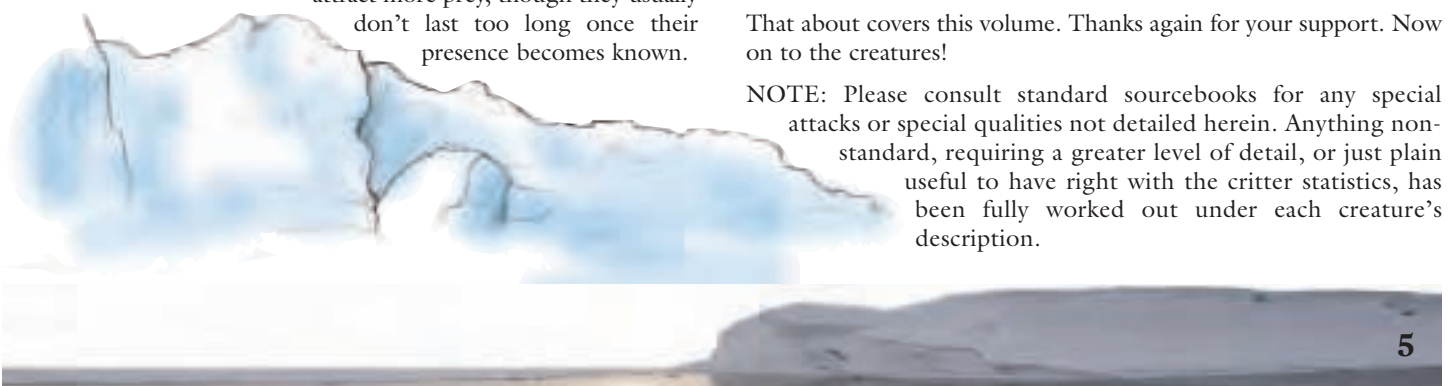 attract more prey, though they usually
don't last too long once their
presence becomes known.
That about covers this volume. Thanks again for your support. Now
on to the creatures!
NOTE: Please consult standard sourcebooks for any special
attacks or special qualities not detailed herein. Anything non-
standard, requiring a greater level of detail, or just plain
useful to have right with the critter statistics, has
been fully worked out under each creature's
description.
5